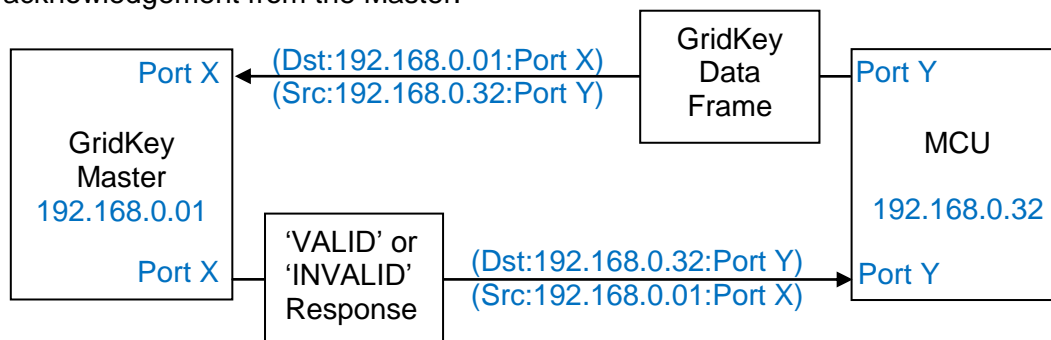 acknowledgement from the Master.
Port X
(Dst:192.168.0.01:Port X)
(Src:192.168.0.32:Port Y)
GridKey
Data
Frame
Port Y
GridKey
Master
192.168.0.01
MCU
192.168.0.32
Port X
‘VALID’ or
‘INVALID’
Response
(Dst:192.168.0.32:Port Y)
(Src:192.168.0.01:Port X)
Port Y